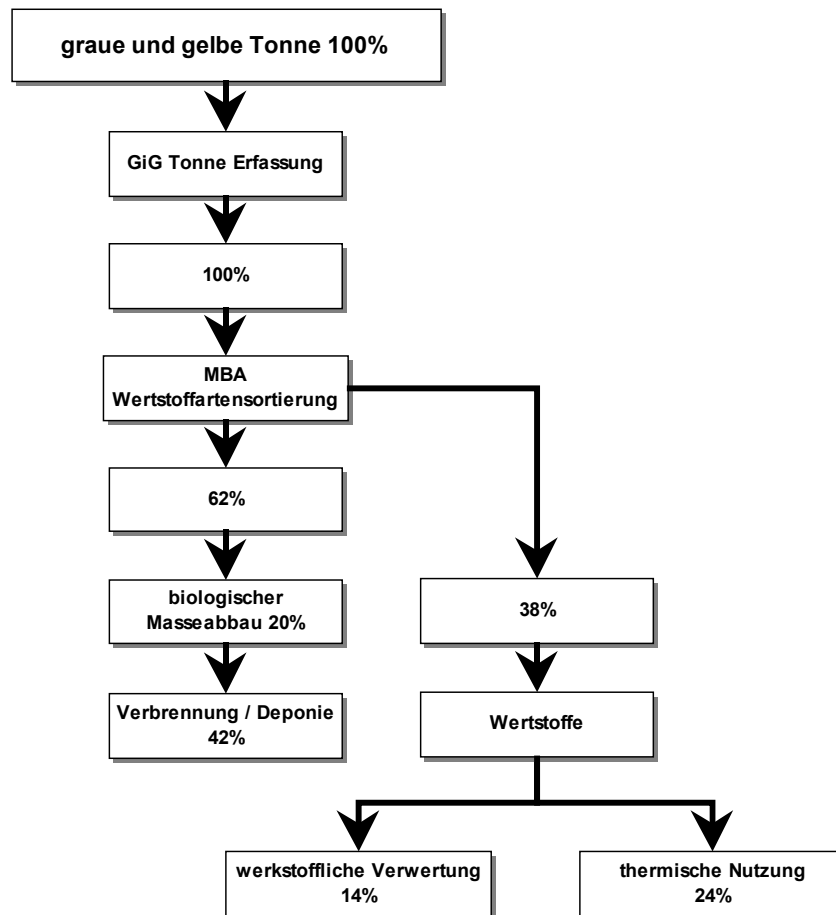 graue und gelbe Tonne 100%
GiG Tonne Erfassung
100%
MBA
Wertstoffartensortierung
62%
biologischer
Masseabbau 20%
38%
Verbrennung / Deponie
42%
Wertstoffe
werkstoffliche Verwertung
14%
thermische Nutzung
24%